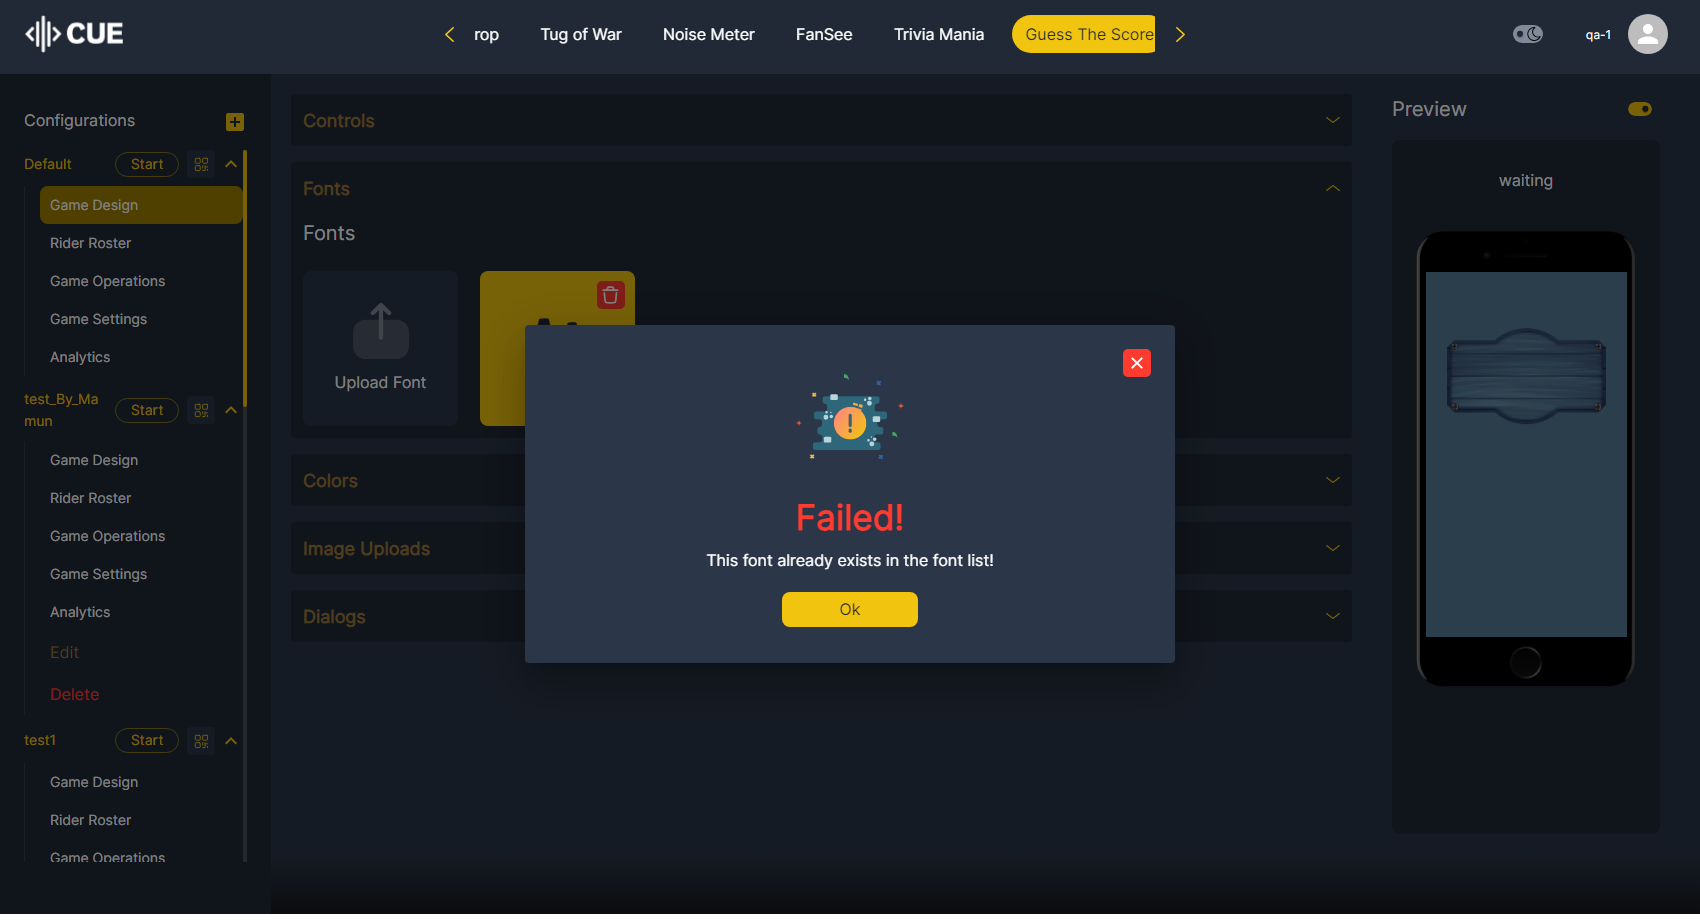 CUE
rop
Tug of War
Noise Meter
FanSee
Trivia Mania
Guess The Score
qa-1
Configurations
Default
Start
Game Design
Rider Roster
Game Operations
Game Settings
Analytics
test_By_Ma
mun
Start
Game Design
Rider Roster
Game Operations
Game Settings
Analytics
Edit
Delete
test1
Start
Game Design
Rider Roster
Game Operations
Controls
Fonts
Fonts
Upload Font
Colors
Image Uploads
Dialogs
Failed!
This font already exists in the font list!
Ok
Preview
waiting